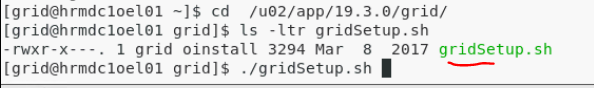 [grid@hrmdc1oel01 ~]$ cd  /u02/app/19.3.0/grid/
[grid@hrmdc1oel01 grid]$ ls -ltr gridSetup.sh
-rwxr-x---. 1 grid oinstall 3294 Mar  8  2017 gridSetup.sh
[grid@hrmdc1oel01 grid]$ ./gridSetup.sh